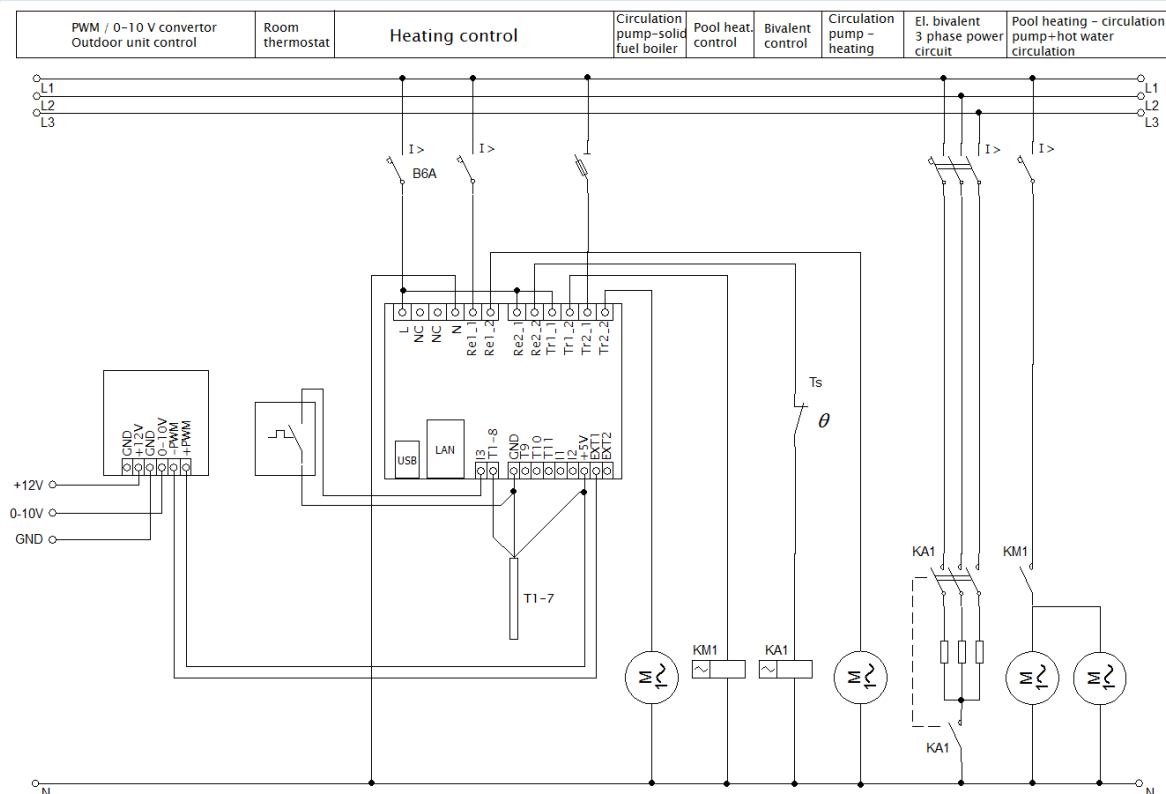 PWM / 0-10 V convertor
Outdoor unit control
Room
thermostat
Heating control
Circulation
pump-solid
fuel boiler
Pool heat.
control
Bivalent
control
Circulation
pump -
heating
El. bivalent
3 phase power
circuit
Pool heating - circulation
pump+hot water
circulation
L1
L2
L3
L1
L2
L3
I >
B6A
I >
I >
I >
L
NC
NC
N
Re1_1
Re1_2
Re2_1
Re2_2
Tr1_1
Tr1_2
Tr2_1
Tr2_2
Ts
θ
GND
+12V
GND
0-10V
-PWM
+PWM
USB
LAN
I3
T1-8
GND
T9
T10
T11
I1
I2
+5V
EXT1
EXT2
+12V
0-10V
GND
T1-7
KA1
KM1
KM1
KA1
M
1
M
1
M
1
M
1
KA1
N
N